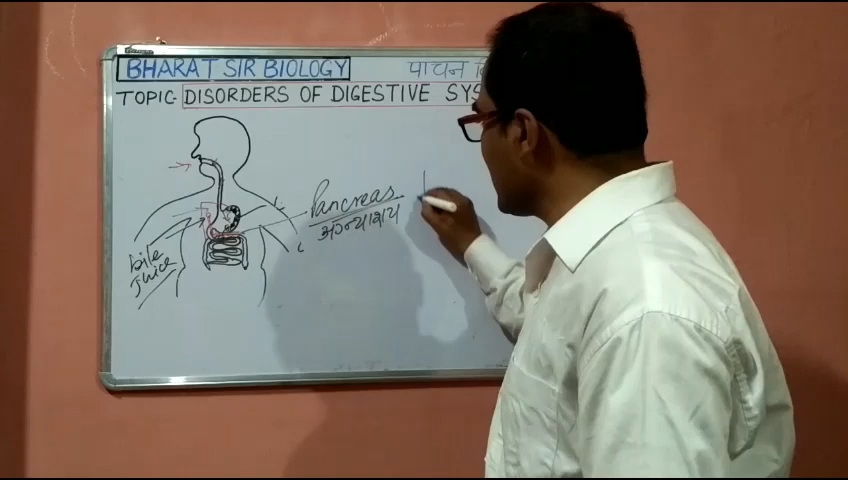 BHARAT SIR BIOLOGY
पाचन
TOPIC- DISORDERS OF DIGESTIVE SYS
Pancreas
अग्न्याशय
bile
Juice